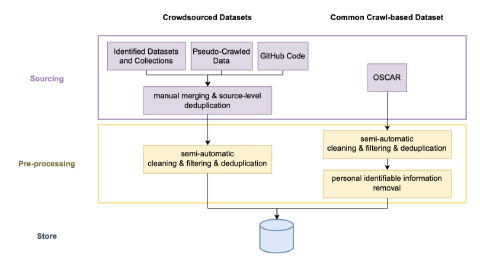 Crowdsourced Datasets
Common Crawl-based Dataset
Identified Datasets
and Collections
Pseudo-Crawled
Data
GitHub Code
Sourcing
OSCAR
manual merging & source-level
deduplication
semi-automatic
cleaning & filtering & deduplication
Pre-processing
semi-automatic
cleaning & filtering & deduplication
personal identifiable information
removal
Store